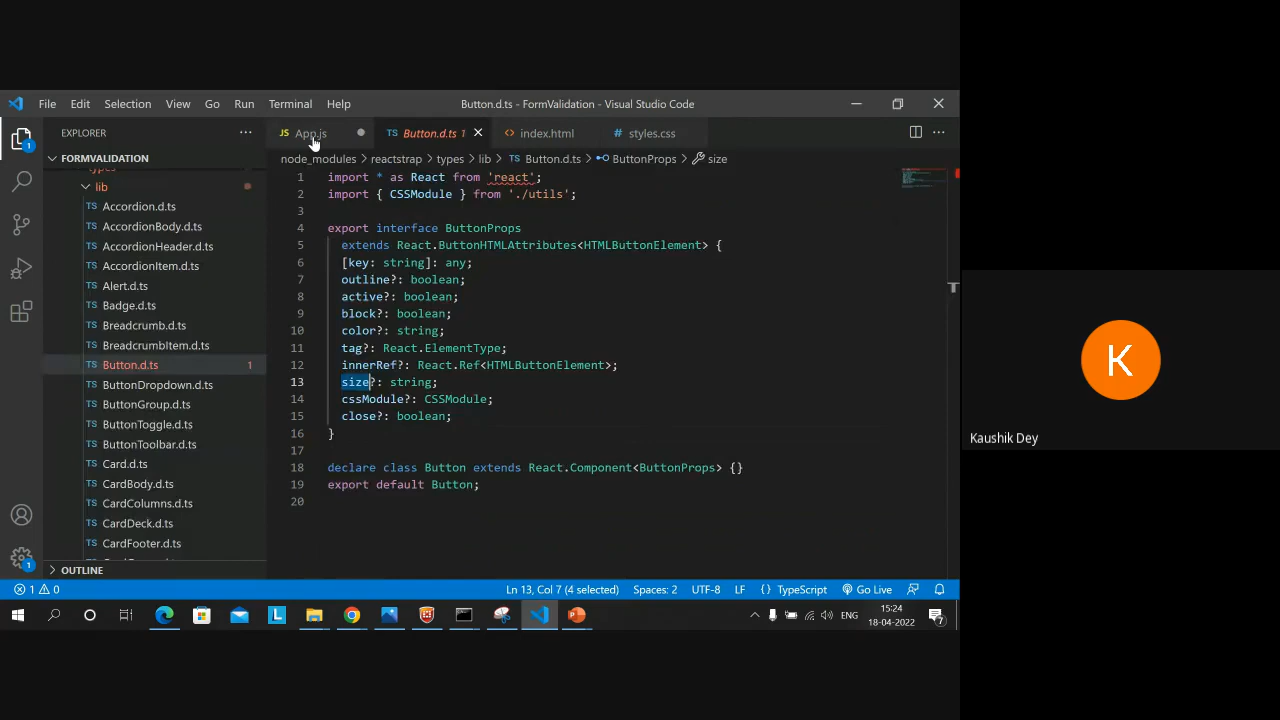 File Edit Selection View Go Run Terminal Help Button.d.ts - FormValidation - Visual Studio Code
EXPLORER
JS App.js TS Button.d.ts 1 <> index.html # styles.css
FORMVALIDATION
node_modules > reactstrap > types > lib > TS Button.d.ts > ButtonProps > size
types
lib
Accordion.d.ts
AccordionBody.d.ts
AccordionHeader.d.ts
AccordionItem.d.ts
Alert.d.ts
Badge.d.ts
Breadcrumb.d.ts
BreadcrumbItem.d.ts
Button.d.ts 1
ButtonDropdown.d.ts
ButtonGroup.d.ts
ButtonToggle.d.ts
ButtonToolbar.d.ts
Card.d.ts
CardBody.d.ts
CardColumns.d.ts
CardDeck.d.ts
CardFooter.d.ts
OUTLINE
1 import * as React from 'react';
2 import { CSSModule } from './utils';
3
4 export interface ButtonProps
5 extends React.ButtonHTMLAttributes<HTMLButtonElement> {
6 [key: string]: any;
7 outline?: boolean;
8 active?: boolean;
9 block?: boolean;
10 color?: string;
11 tag?: React.ElementType;
12 innerRef?: React.Ref<HTMLButtonElement>;
13 size?: string;
14 cssModule?: CSSModule;
15 close?: boolean;
16 }
17
18 declare class Button extends React.Component<ButtonProps> {}
19 export default Button;
20
1 0 Ln 13, Col 7 (4 selected) Spaces: 2 UTF-8 LF {} TypeScript Go Live
ENG 15:24
18-04-2022
7
K
Kaushik Dey